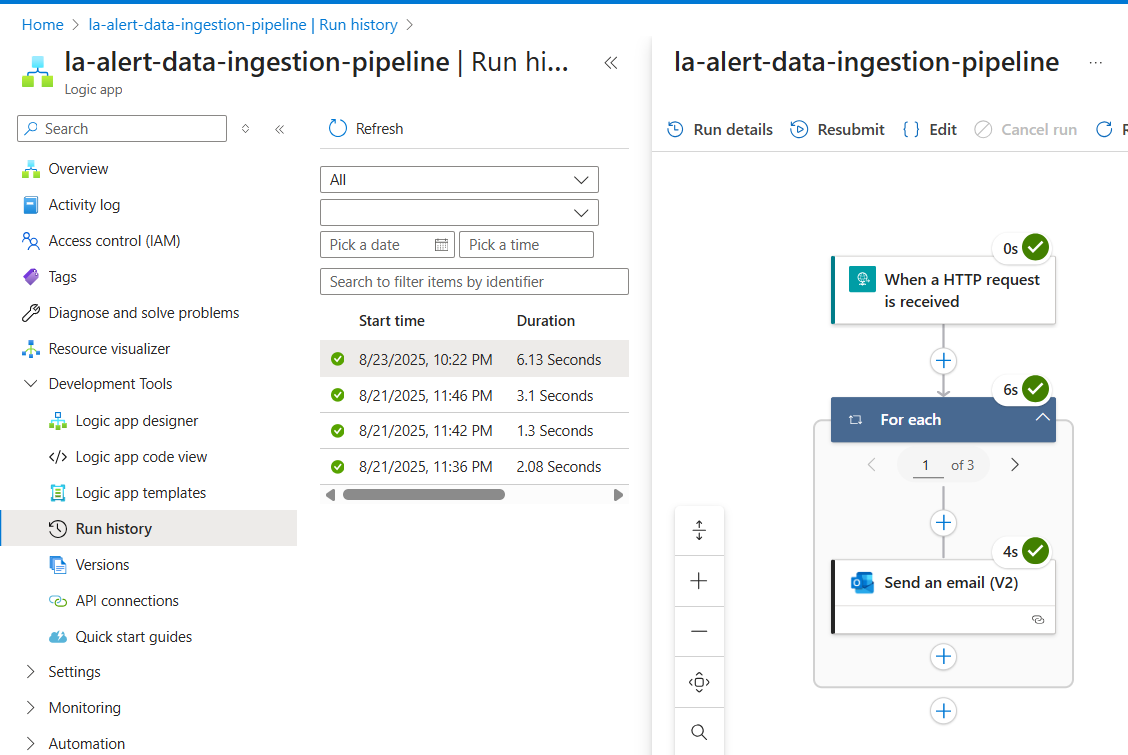 Home > la-alert-data-ingestion-pipeline | Run history >
la-alert-data-ingestion-pipeline | Run hi...
Logic app
Search
Overview
Activity log
Access control (IAM)
Tags
Diagnose and solve problems
Resource visualizer
Development Tools
Logic app designer
Logic app code view
Logic app templates
Run history
Versions
API connections
Quick start guides
Settings
Monitoring
Automation
Refresh
All
Pick a date
Pick a time
Search to filter items by identifier
Start time Duration
8/23/2025, 10:22 PM 6.13 Seconds
8/21/2025, 11:46 PM 3.1 Seconds
8/21/2025, 11:42 PM 1.3 Seconds
8/21/2025, 11:36 PM 2.08 Seconds
la-alert-data-ingestion-pipeline ...
Run details Resubmit { } Edit Cancel run R
0s
When a HTTP request
is received
6s
For each
1 of 3
4s
Send an email (V2)